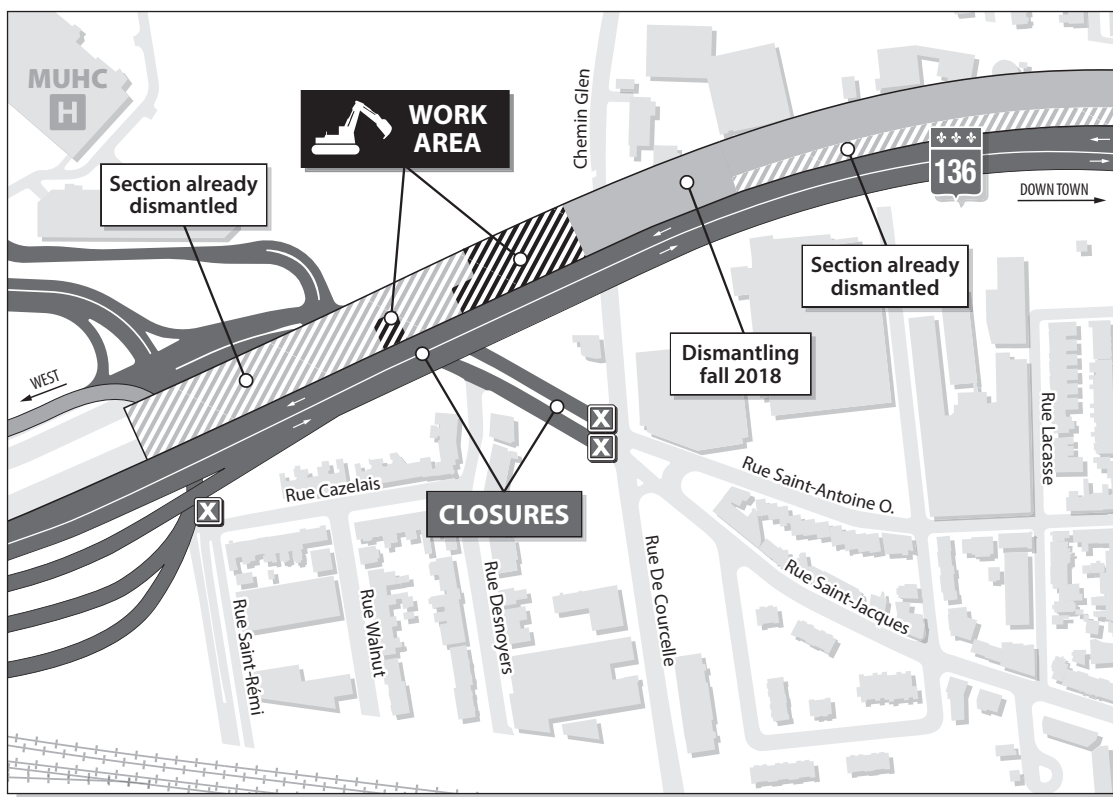 MUHC
H
WORK
AREA
Chemin Glen
Section already
dismantled
136
DOWN TOWN
Section already
dismantled
Dismantling
fall 2018
WEST
X
X
Rue Lacasse
Rue Saint-Antoine O.
Rue Cazelais
CLOSURES
X
Rue Saint-Jacques
Rue De Courcelle
Rue Desnoyers
Rue Walnut
Rue Saint-Rémi